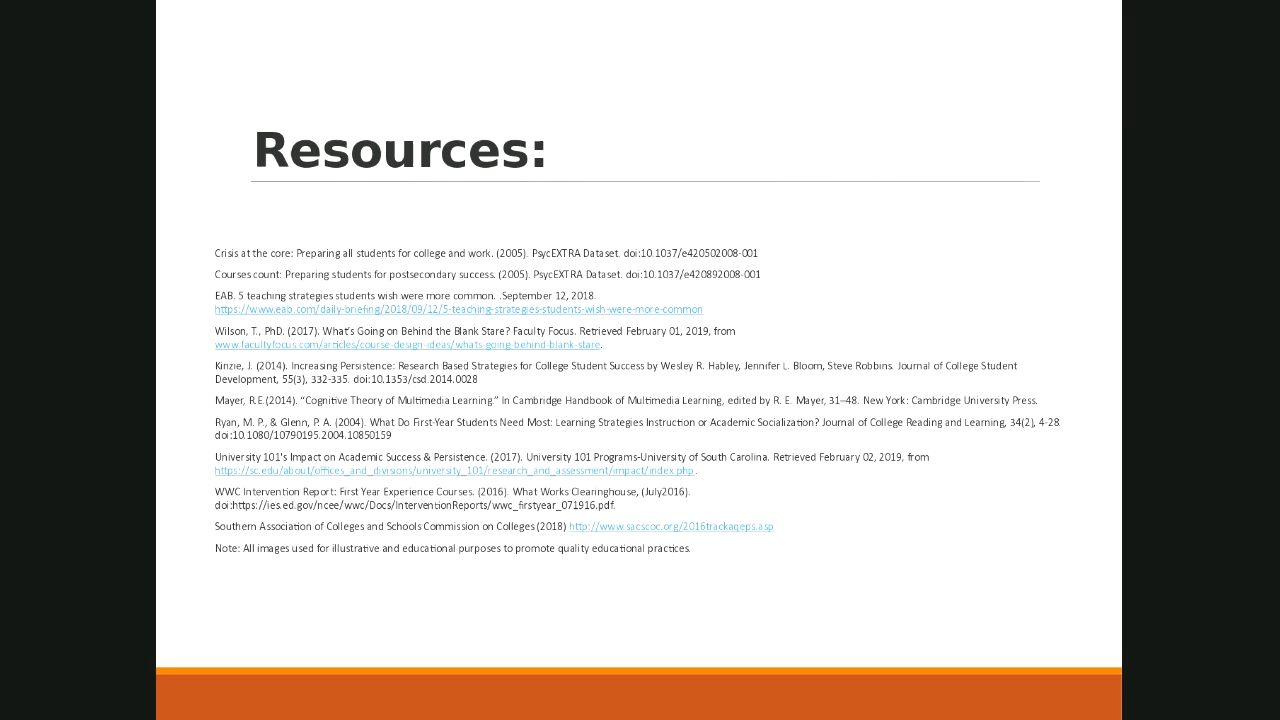 Resources:
Crisis at the core: Preparing all students for college and work. (2005). PsycEXTRA Dataset. doi:10.1037/e420502008-001
Courses count: Preparing students for postsecondary success. (2005). PsycEXTRA Dataset. doi:10.1037/e420892008-001
EAB. 5 teaching strategies students wish were more common. .September 12, 2018.
https://www.eab.com/daily-briefing/2018/09/12/5-teaching-strategies-students-wish-were-more-common
Wilson, T., PhD. (2017). What's Going on Behind the Blank Stare? Faculty Focus. Retrieved February 01, 2019, from
www.facultyfocus.com/articles/course-design-ideas/whats-going-behind-blank-stare.
Kinzie, J. (2014). Increasing Persistence: Research Based Strategies for College Student Success by Wesley R. Habley, Jennifer L. Bloom, Steve Robbins. Journal of College Student
Development, 55(3), 332-335. doi:10.1353/csd.2014.0028
Mayer, R.E.(2014). “Cognitive Theory of Multimedia Learning.” In Cambridge Handbook of Multimedia Learning, edited by R. E. Mayer, 31–48. New York: Cambridge University Press.
Ryan, M. P., & Glenn, P. A. (2004). What Do First-Year Students Need Most: Learning Strategies Instruction or Academic Socialization? Journal of College Reading and Learning, 34(2), 4-28.
doi:10.1080/10790195.2004.10850159
University 101's Impact on Academic Success & Persistence. (2017). University 101 Programs-University of South Carolina. Retrieved February 02, 2019, from
https://sc.edu/about/offices_and_divisions/university_101/research_and_assessment/impact/index.php.
WWC Intervention Report: First Year Experience Courses. (2016). What Works Clearinghouse, (July2016).
doi:https://ies.ed.gov/ncee/wwc/Docs/InterventionReports/wwc_firstyear_071916.pdf.
Southern Association of Colleges and Schools Commission on Colleges (2018) http://www.sacscoc.org/2016trackaqeps.asp
Note: All images used for illustrative and educational purposes to promote quality educational practices.